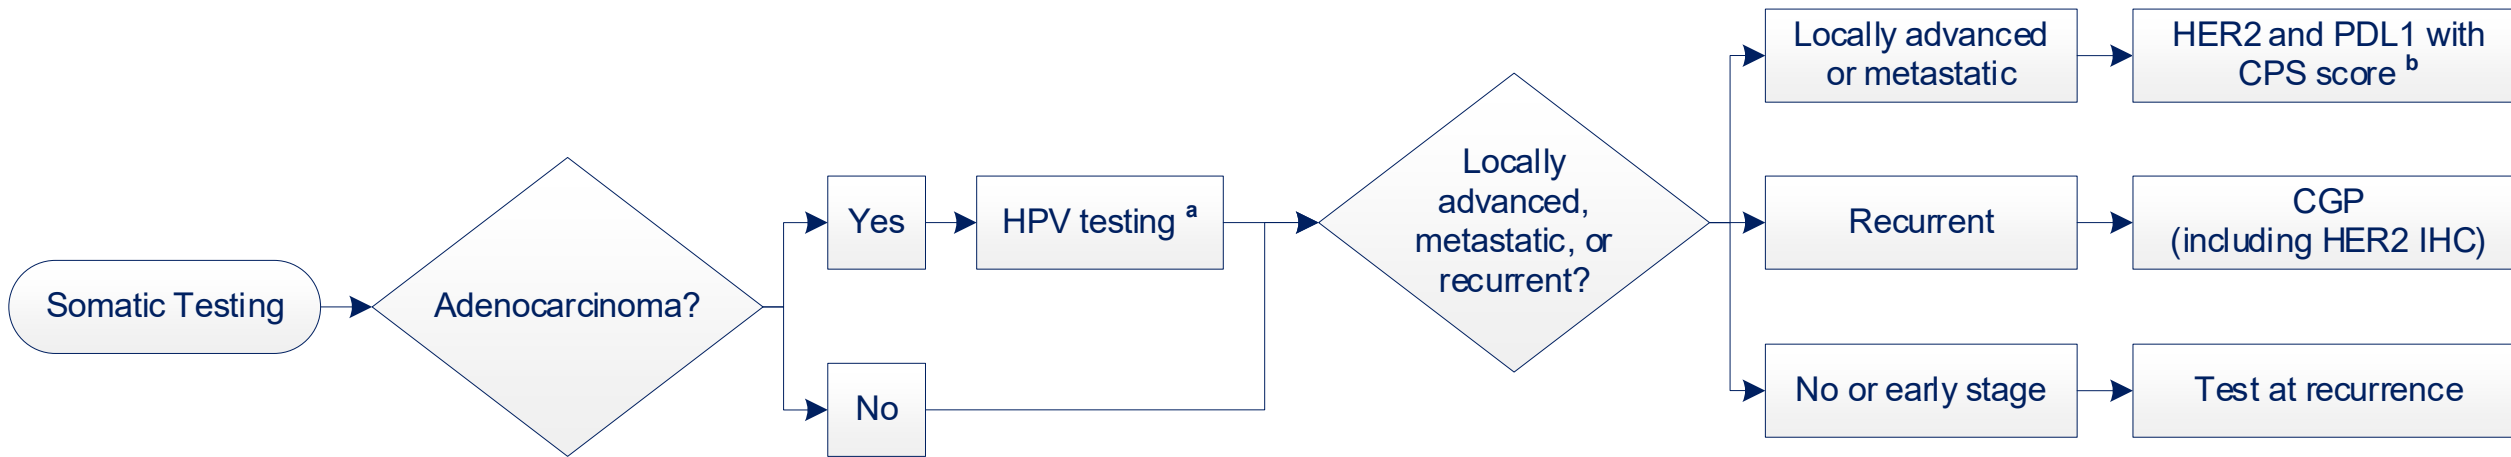 Somatic Testing
Adenocarcinoma?
Yes
HPV testing a
No
Locally
advanced,
metastatic, or
recurrent?
Locally advanced
or metastatic
HER2 and PDL1 with
CPS score b
Recurrent
CGP
(including HER2 IHC)
No or early stage
Test at recurrence